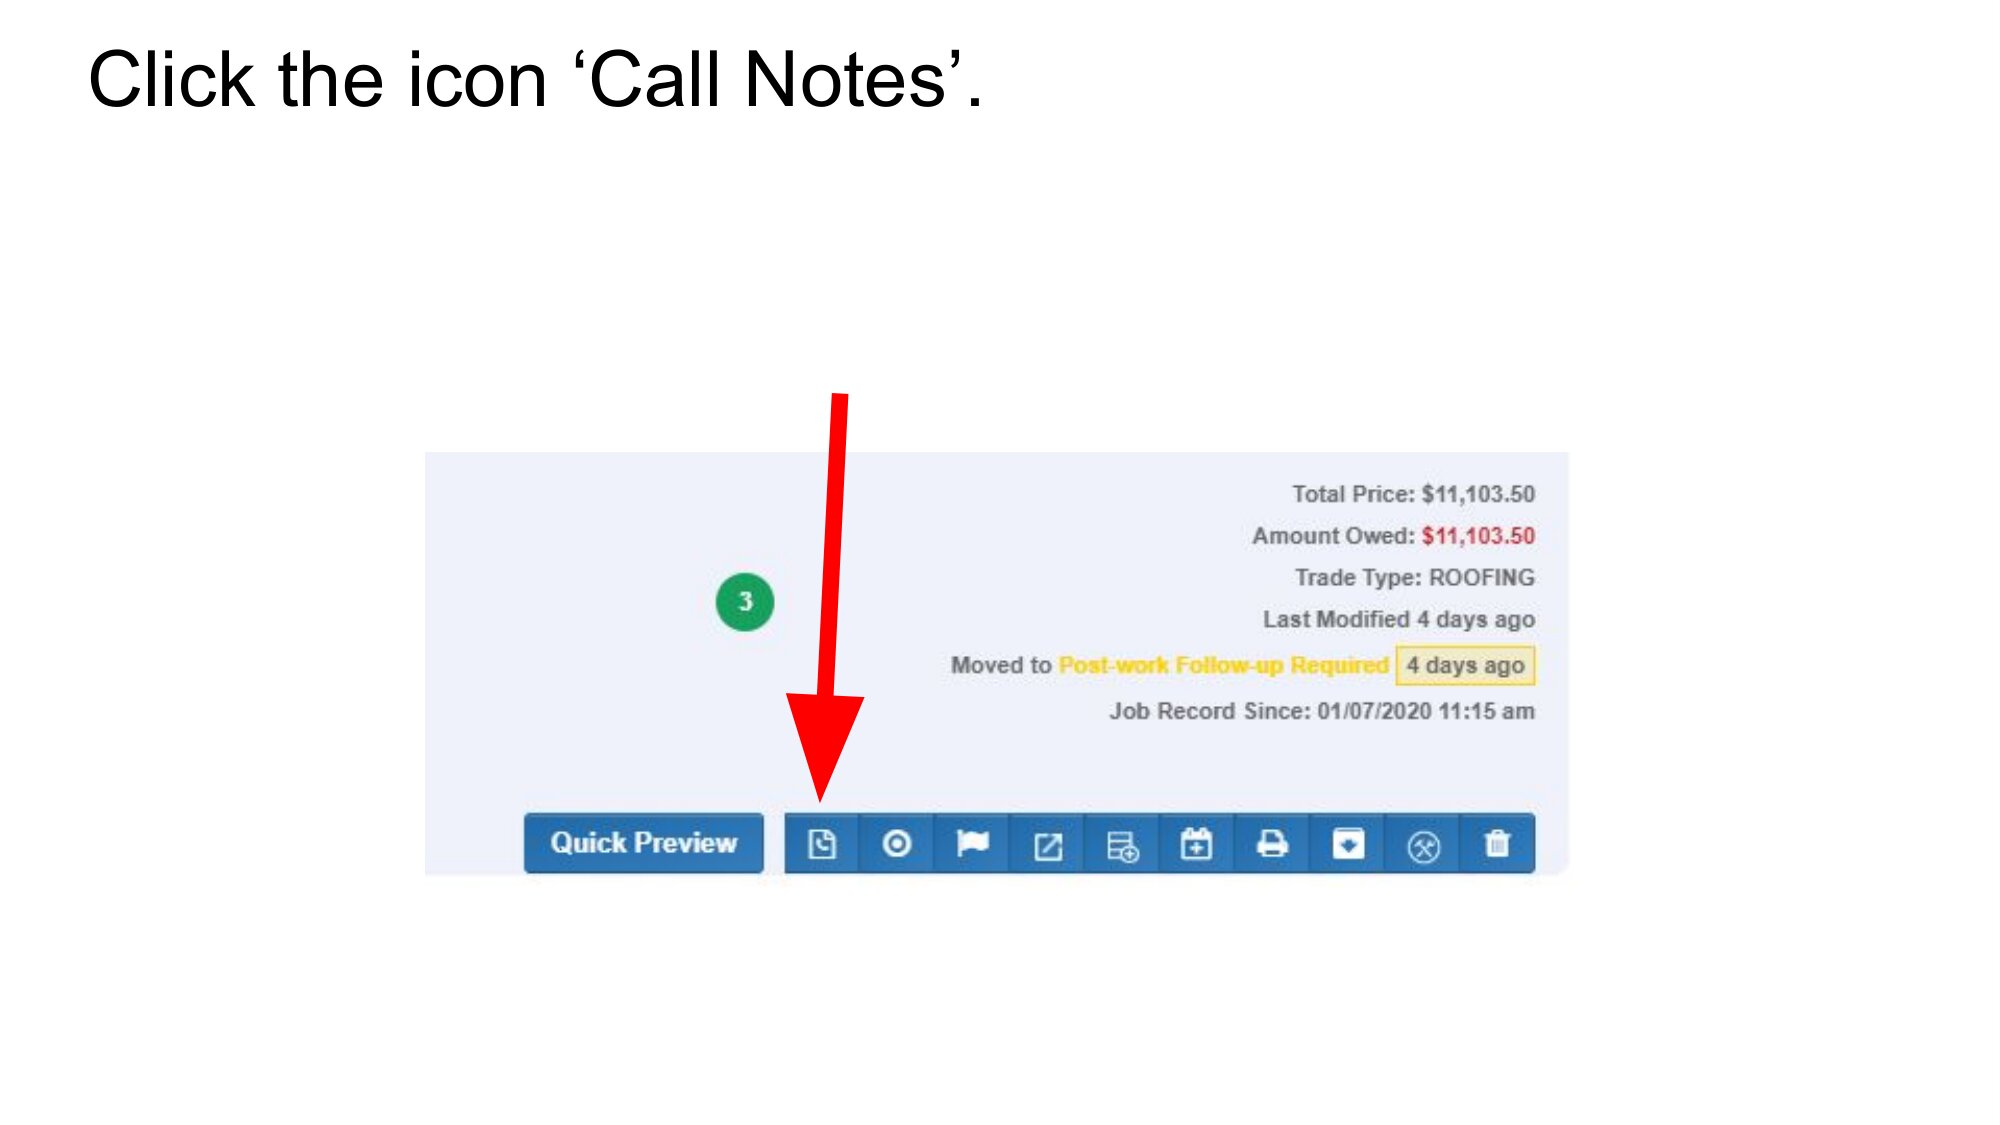 Click the icon ‘Call Notes’.
Total Price: $11,103.50
Amount Owed: $11,103.50
Trade Type: ROOFING
3
Last Modified 4 days ago
Moved to Post-work Follow-up Required 4 days ago
Job Record Since: 01/07/2020 11:15 am
Quick Preview